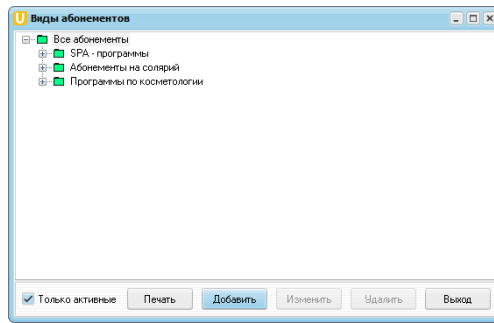 Виды абонементов
Все абонементы
SPA - программы
Абонементы на солярий
Программы по косметологии
Только активные Печать Добавить Изменить Удалить Выход